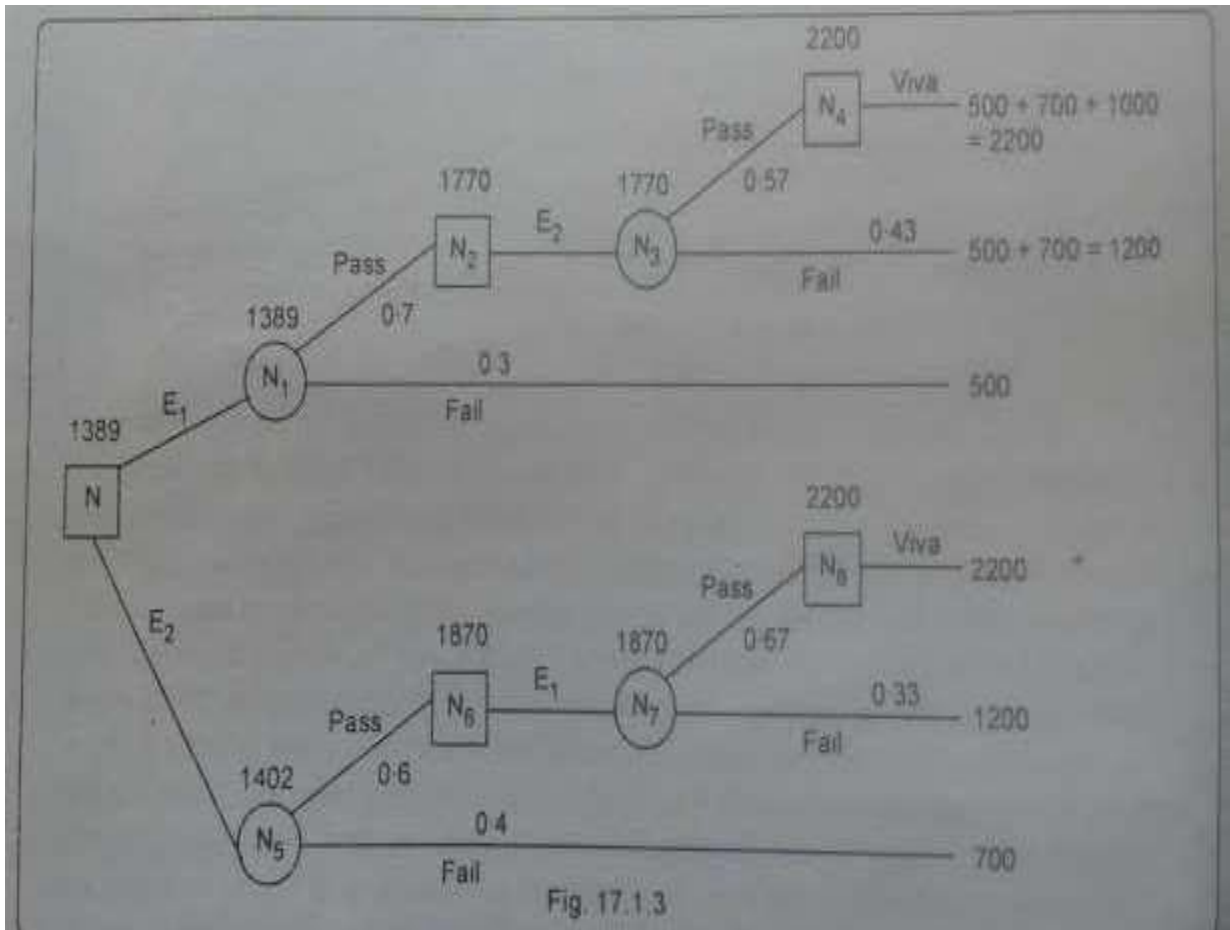 2200
Viva
N4
500 + 700 + 1000
= 2200
Pass
0·57
1770
1770
E2
N2
N3
0·43
500 + 700 = 1200
Fail
Pass
0·7
1389
N1
0·3
500
Fail
E1
1389
N
2200
Viva
N8
2200
Pass
0·67
E2
1870
1870
E1
N6
N7
0·33
1200
Fail
Pass
0·6
1402
N5
0·4
700
Fail
Fig. 17.1.3